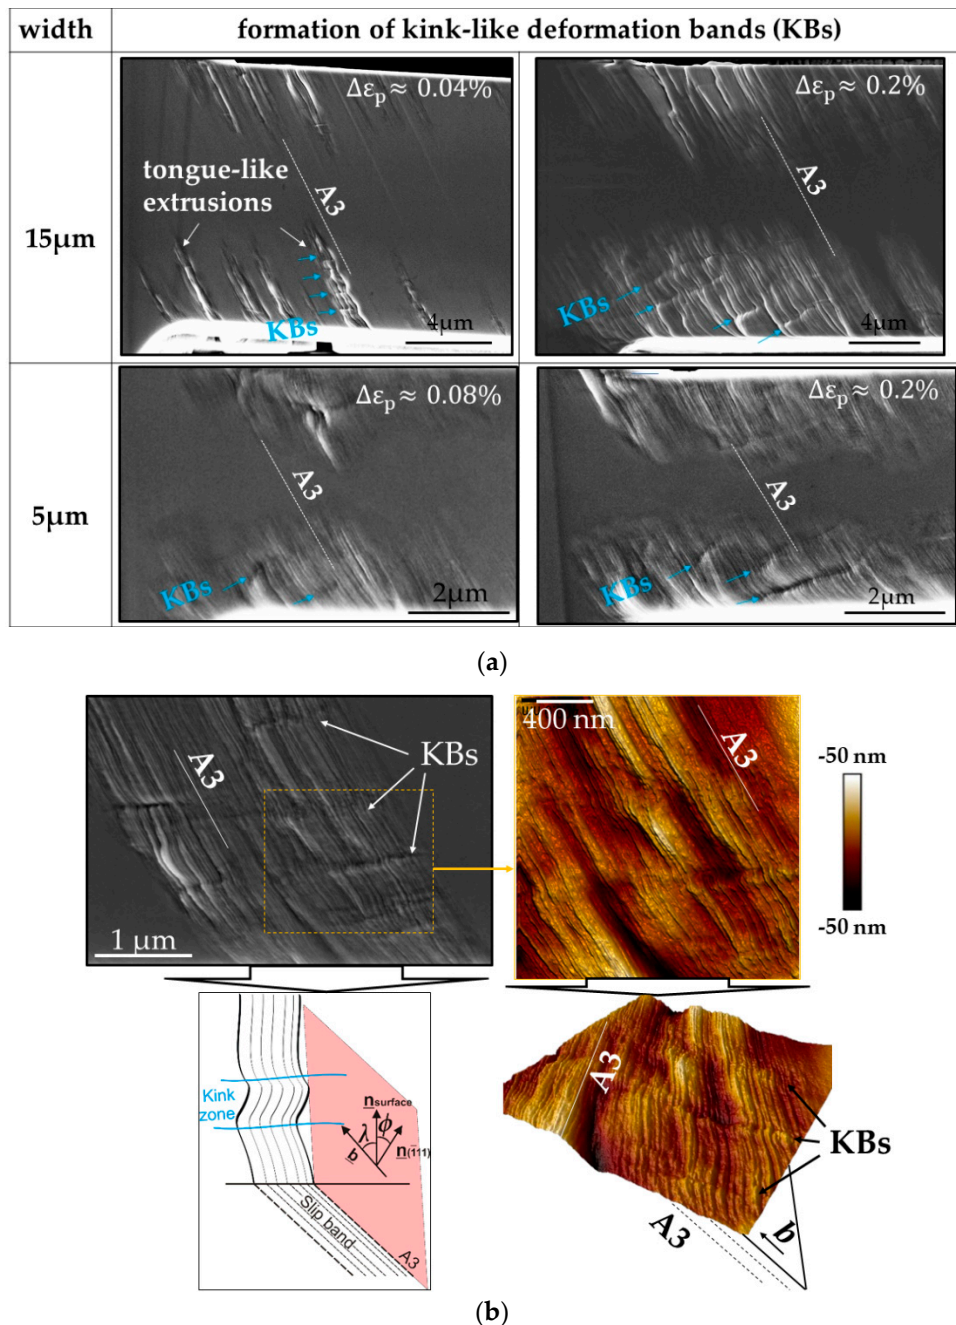 width
formation of kink-like deformation bands (KBs)
15μm
Δεp ≈ 0.04%
tongue-like
extrusions
A3
KBs
4μm
Δεp ≈ 0.2%
A3
KBs
4μm
5μm
Δεp ≈ 0.08%
A3
KBs
2μm
Δεp ≈ 0.2%
A3
KBs
2μm
(a)
A3
KBs
1 μm
400 nm
A3
-50 nm
-50 nm
Kink
zone
nsurface
λ
ϕ
b
n(1̄11)
Slip band
A3
A3
KBs
A3
b
(b)